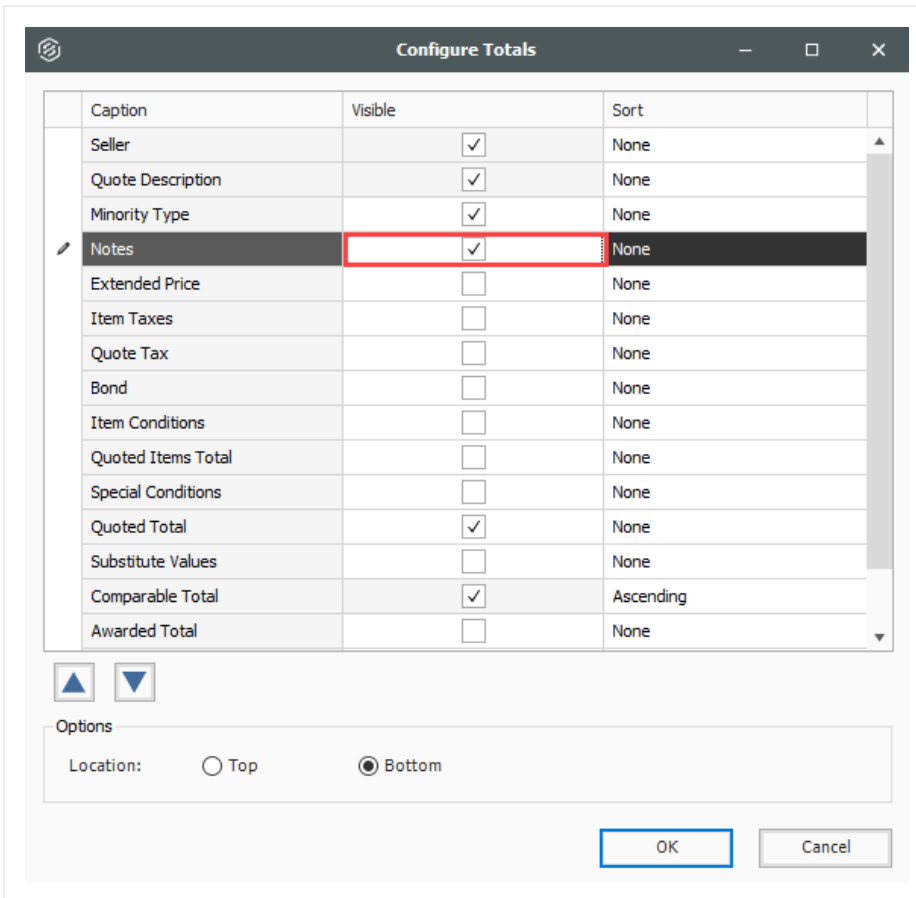 Configure Totals
Caption Visible Sort
Seller None
Quote Description None
Minority Type None
Notes None
Extended Price None
Item Taxes None
Quote Tax None
Bond None
Item Conditions None
Quoted Items Total None
Special Conditions None
Quoted Total None
Substitute Values None
Comparable Total Ascending
Awarded Total None
Options
Location: Top Bottom
OK Cancel